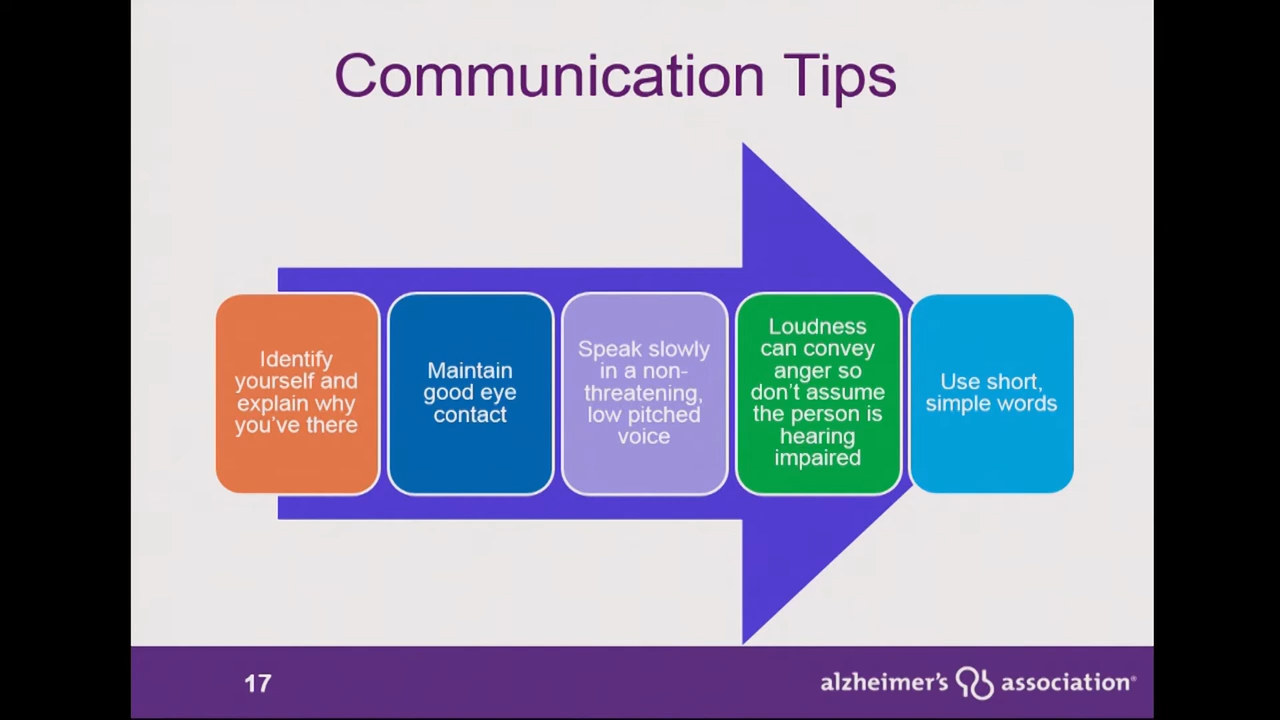 Communication Tips
Identify
yourself and
explain why
you've there
Maintain
good eye
contact
Speak slowly
in a non-
threatening,
low pitched
voice
Loudness
can convey
anger so
don't assume
the person is
hearing
impaired
Use short,
simple words
17
alzheimer's association®